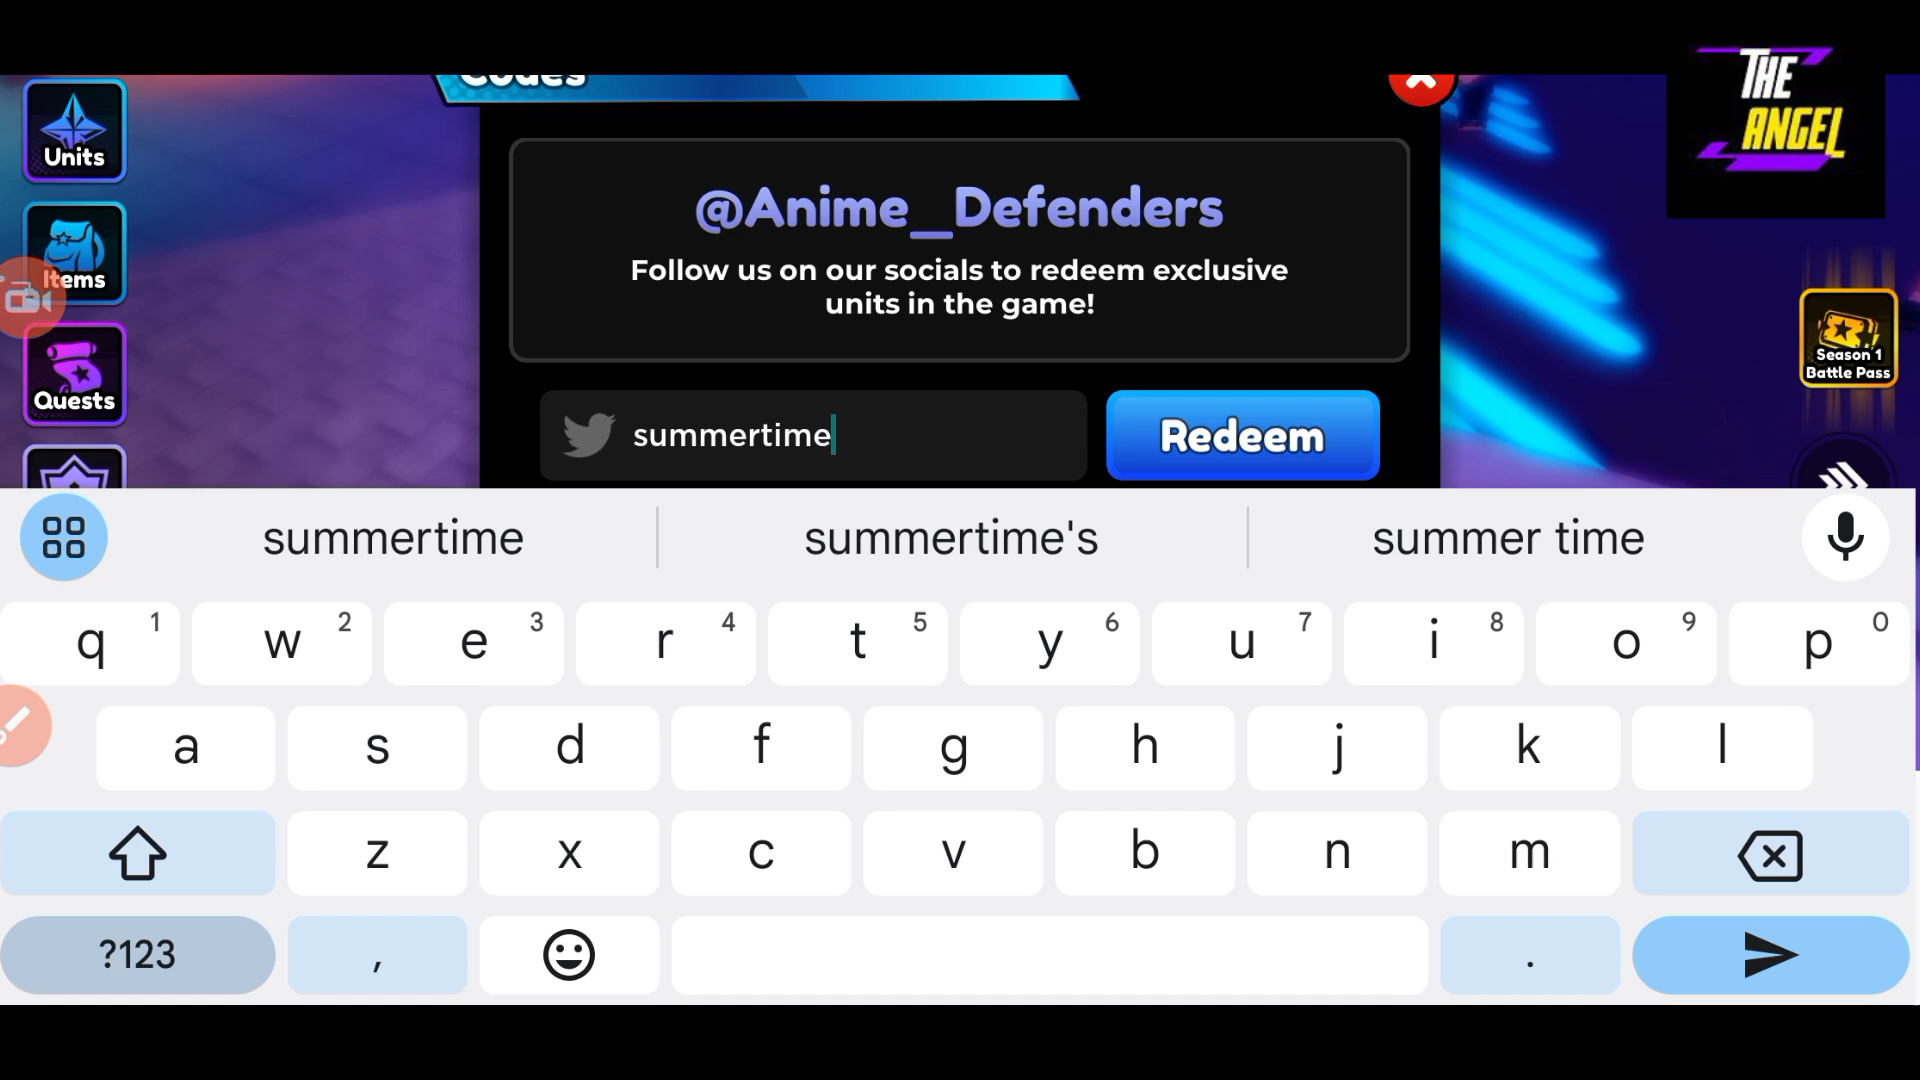 Codes
THE
ANGEL
Units
@Anime__Defenders
Follow us on our socials to redeem exclusive
units in the game!
Items
Season 1
Battle Pass
Quests
summertime
Redeem
summertime
summertime's
summer time
q 1 w 2 e 3 r 4 t 5 y 6 u 7 i 8 o 9 p 0
a s d f g h j k l
z x c v b n m
?123 , .